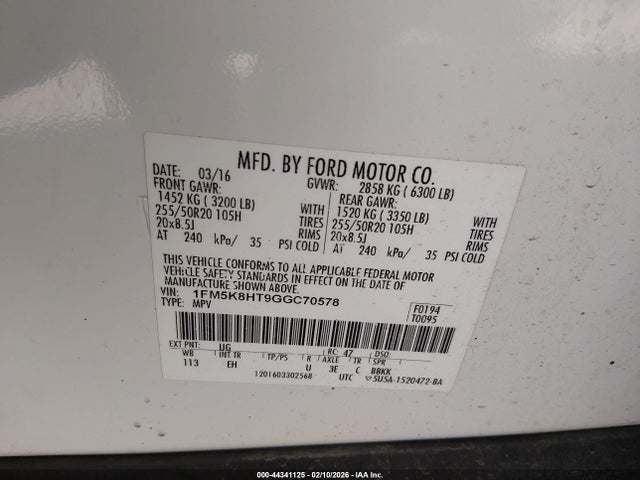 MFD. BY FORD MOTOR CO.
DATE: 03/16 GVWR: 2858 KG ( 6300 LB)
FRONT GAWR: REAR GAWR:
1452 KG ( 3200 LB) WITH 1520 KG ( 3350 LB) WITH
255/50R20 105H TIRES 255/50R20 105H TIRES
20x8.5J RIMS 20x8.5J RIMS
AT 240 kPa/ 35 PSI COLD AT 240 kPa/ 35 PSI COLD
THIS VEHICLE CONFORMS TO ALL APPLICABLE FEDERAL MOTOR
VEHICLE SAFETY STANDARDS IN EFFECT ON THE DATE OF
MANUFACTURE SHOWN ABOVE.
VIN: 1FM5K8HT9GGC70578 F0194
TYPE: MPV T0095
EXT PNT: UG RC: 47 DSO:
WB INT TR TP/PS R AXLE TR SPR
113 EH U 3E C BBKK
1201603302568 UTC 5U5A-1520472-BA
000-44341125 - 02/10/2026 - IAA Inc.